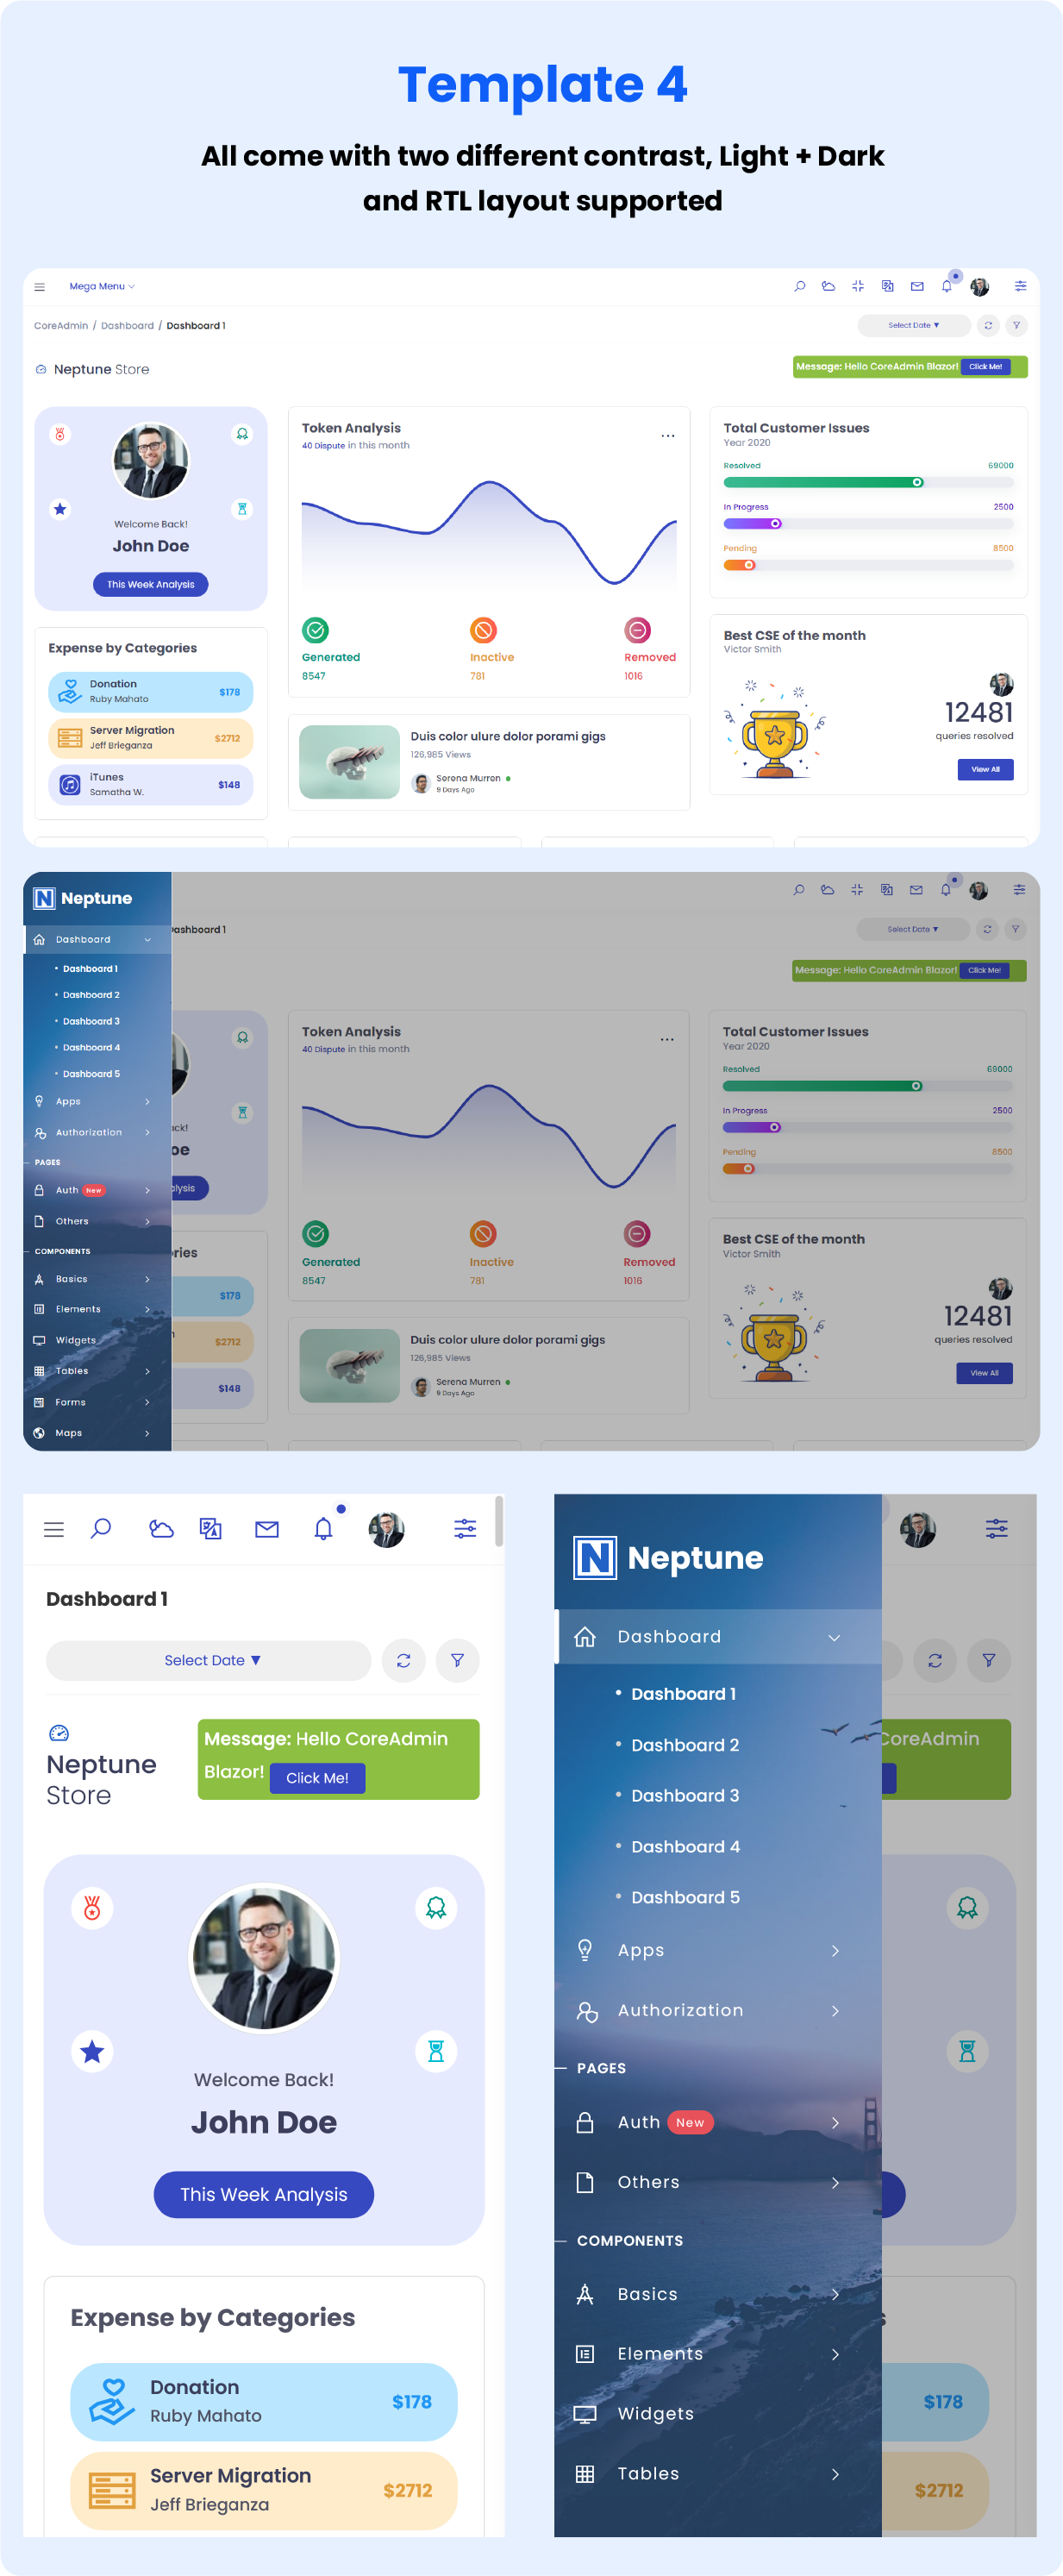 Template 4
All come with two different contrast, Light + Dark
and RTL layout supported
Mega Menu
CoreAdmin / Dashboard / Dashboard 1
Select Date ▼
Neptune Store
Message: Hello CoreAdmin Blazor! Click Me!
Welcome Back!
John Doe
This Week Analysis
Expense by Categories
Donation
Ruby Mahato
$178
Server Migration
Jeff Brieganza
$2712
iTunes
Samatha W.
$148
Token Analysis
40 Dispute in this month
Generated
8547
Inactive
781
Removed
1016
Duis color ulure dolor porami gigs
126,985 Views
Serena Murren
9 Days Ago
Total Customer Issues
Year 2020
Resolved 69000
In Progress 2500
Pending 8500
Best CSE of the month
Victor Smith
12481
queries resolved
View All
N Neptune
Dashboard
Dashboard 1
Dashboard 2
Dashboard 3
Dashboard 4
Dashboard 5
Apps
Authorization
PAGES
Auth New
Others
COMPONENTS
Basics
Elements
Widgets
Tables
Forms
Maps
ashboard 1
Select Date ▼
Message: Hello CoreAdmin Blazor! Click Me!
ack!
oe
alysis
ries
$178
$2712
$148
Token Analysis
40 Dispute in this month
Generated
8547
Inactive
781
Removed
1016
Duis color ulure dolor porami gigs
126,985 Views
Serena Murren
9 Days Ago
Total Customer Issues
Year 2020
Resolved 69000
In Progress 2500
Pending 8500
Best CSE of the month
Victor Smith
12481
queries resolved
View All
Dashboard 1
Select Date ▼
Neptune
Store
Message: Hello CoreAdmin
Blazor! Click Me!
Welcome Back!
John Doe
This Week Analysis
Expense by Categories
Donation
Ruby Mahato
$178
Server Migration
Jeff Brieganza
$2712
N Neptune
Dashboard
Dashboard 1
Dashboard 2
Dashboard 3
Dashboard 4
Dashboard 5
Apps
Authorization
PAGES
Auth New
Others
COMPONENTS
Basics
Elements
Widgets
Tables
CoreAdmin
s
$178
$2712